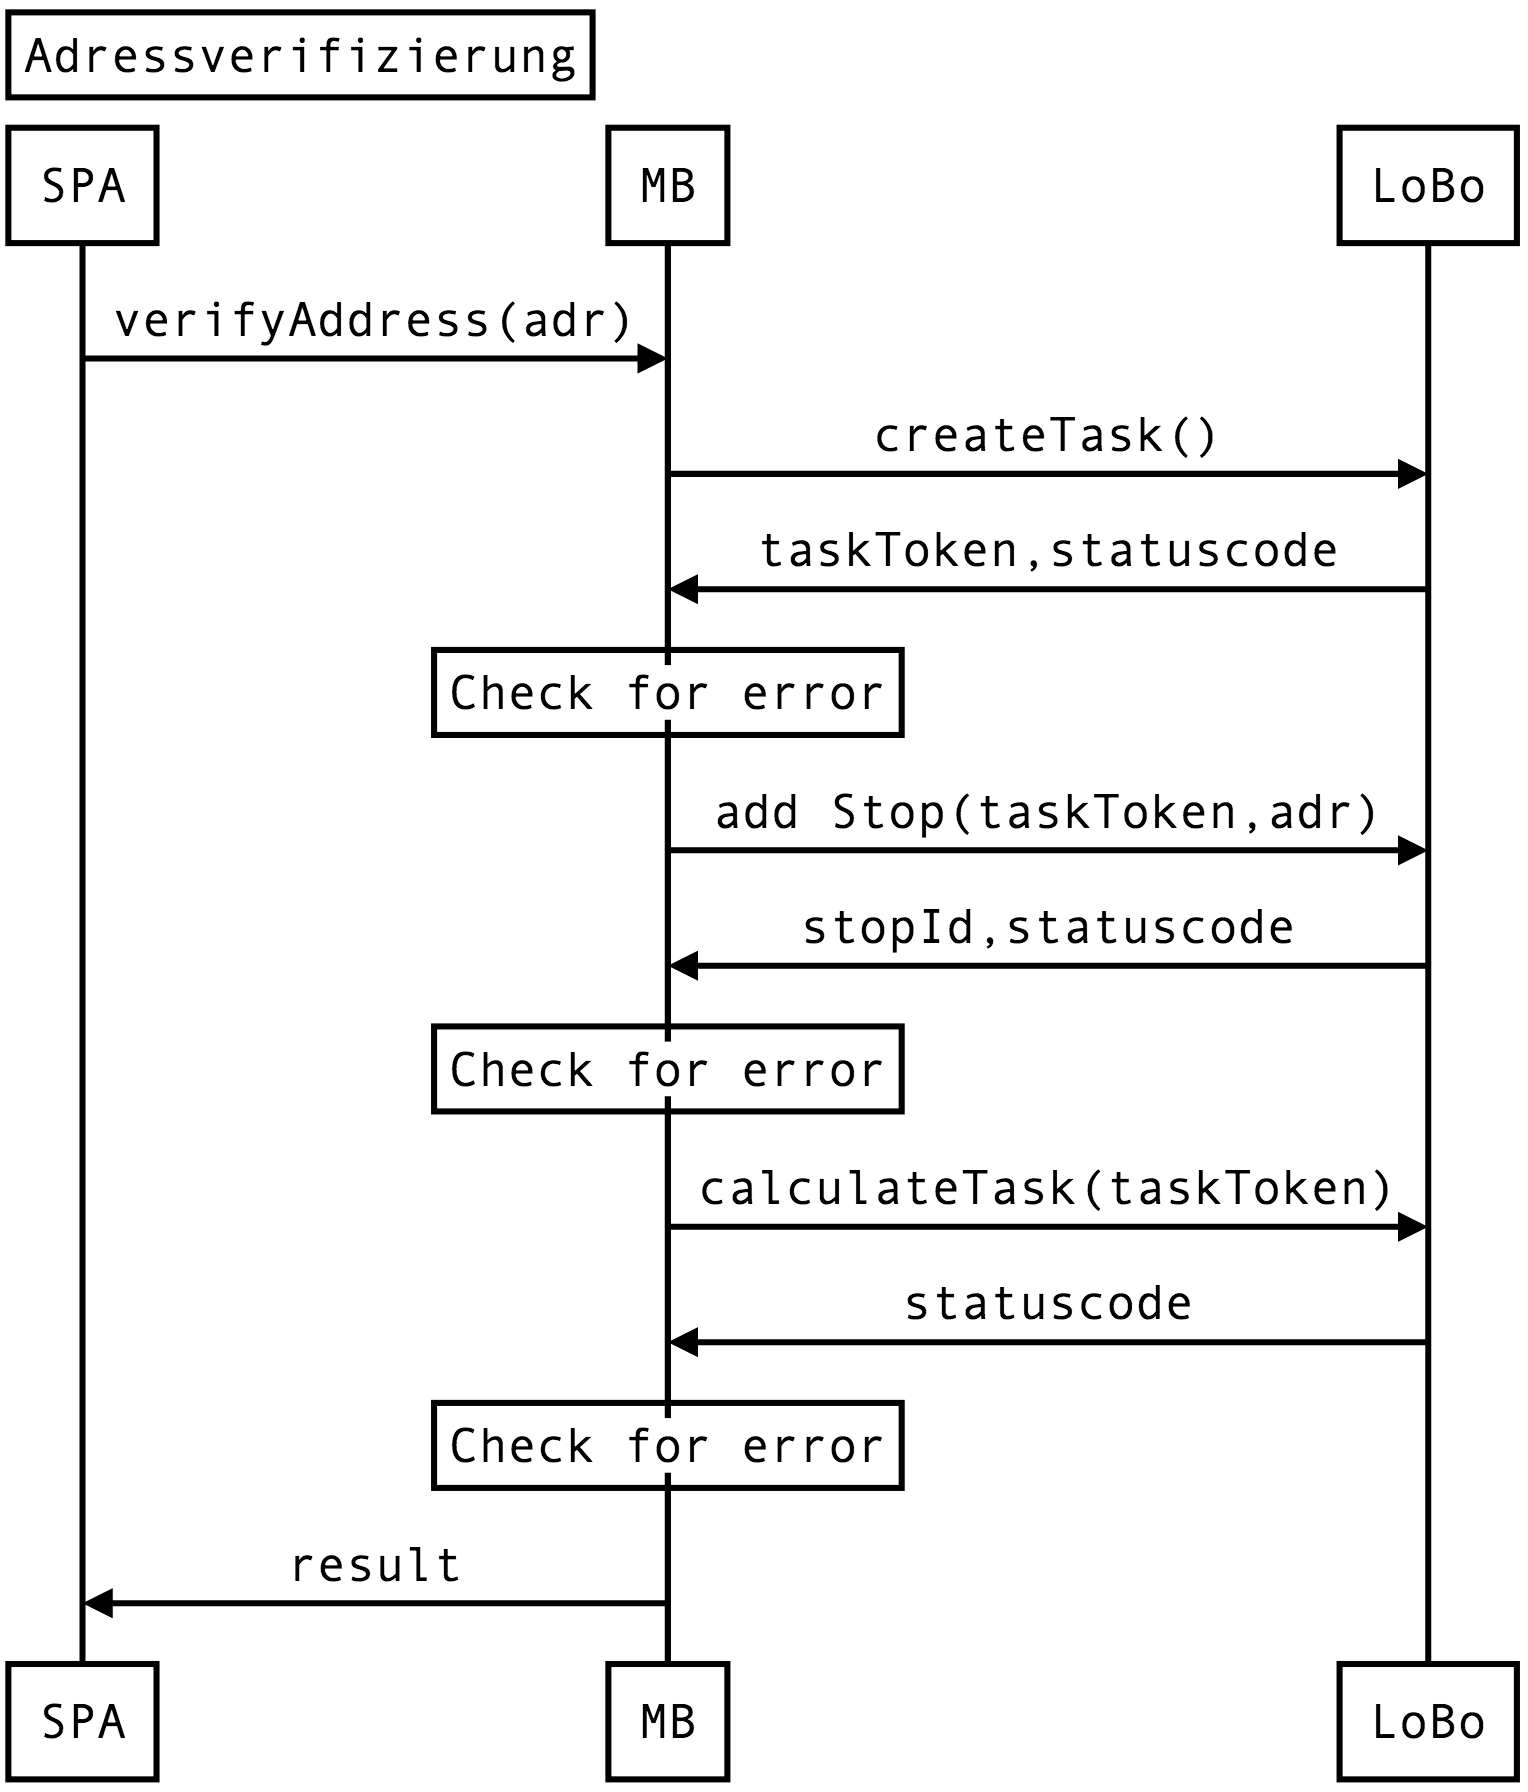 Adressverifizierung
SPA
MB
LoBo
verifyAddress(adr)
createTask()
taskToken,statuscode
Check for error
add Stop(taskToken,adr)
stopId,statuscode
Check for error
calculateTask(taskToken)
statuscode
Check for error
result
SPA
MB
LoBo